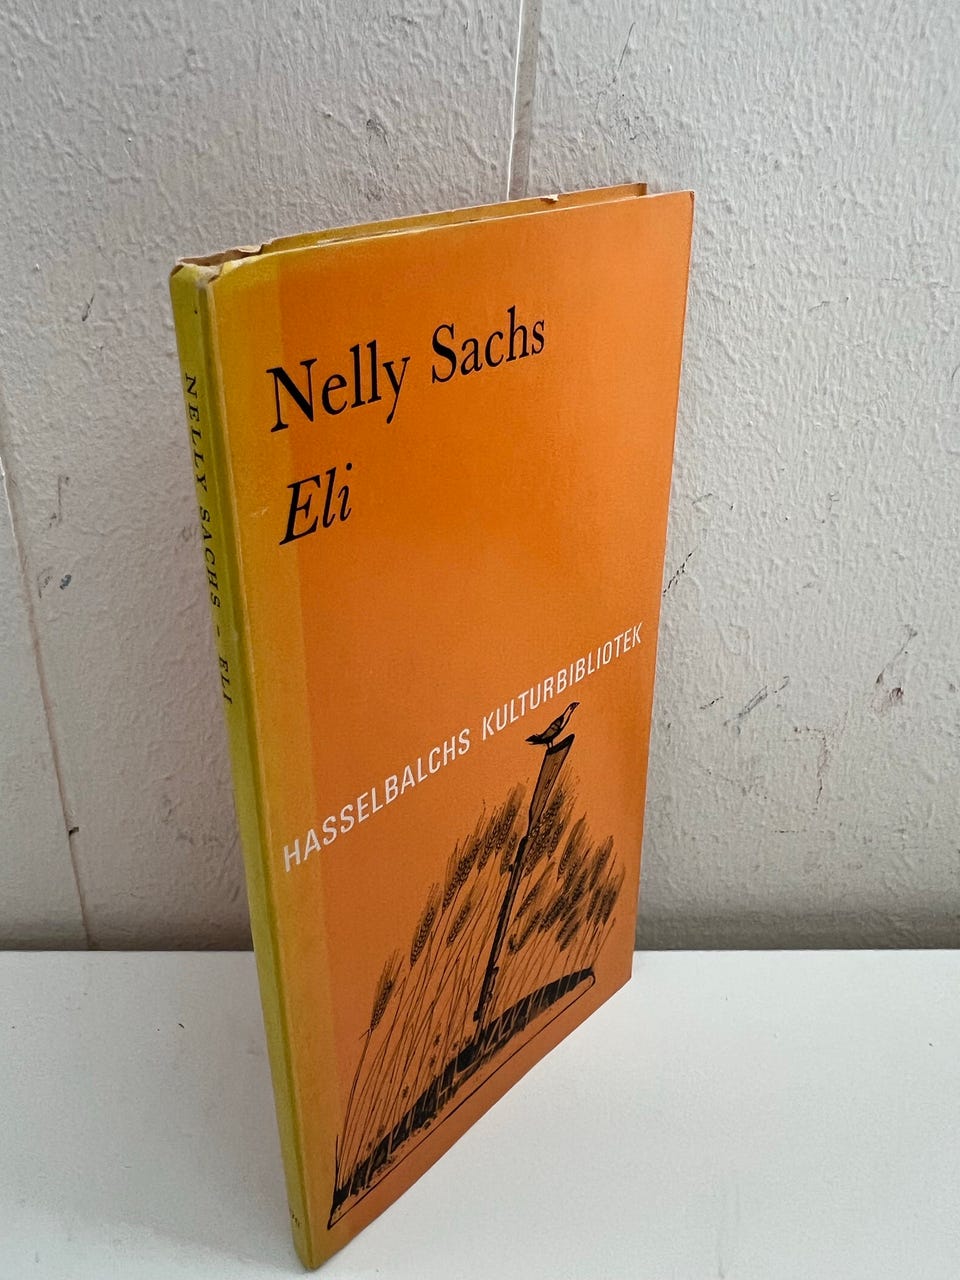 Nelly Sachs
Eli
HASSELBALCHS KULTURBIBLIOTEK
NELLY SACHS - ELI